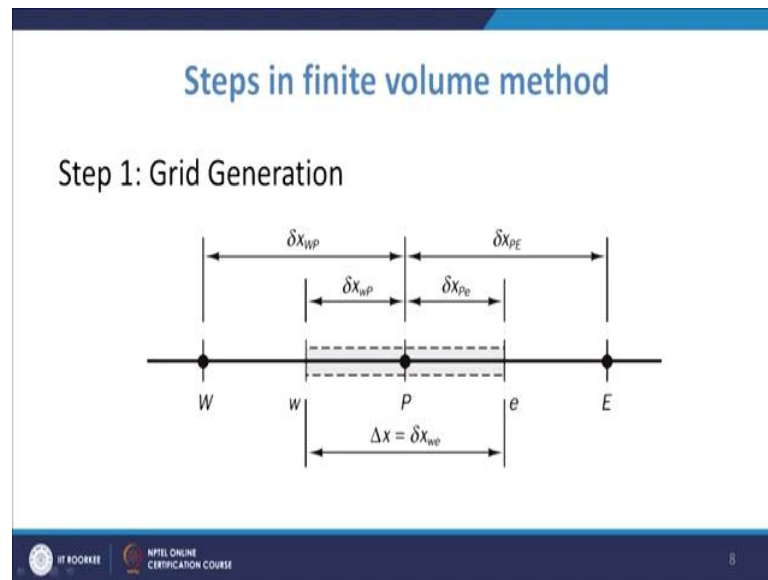 Steps in finite volume method
Step 1: Grid Generation
δx_WP δx_PE
δx_wP δx_Pe
W w P e E
Δx = δx_we
IIT ROORKEE NPTEL ONLINE
CERTIFICATION COURSE
8